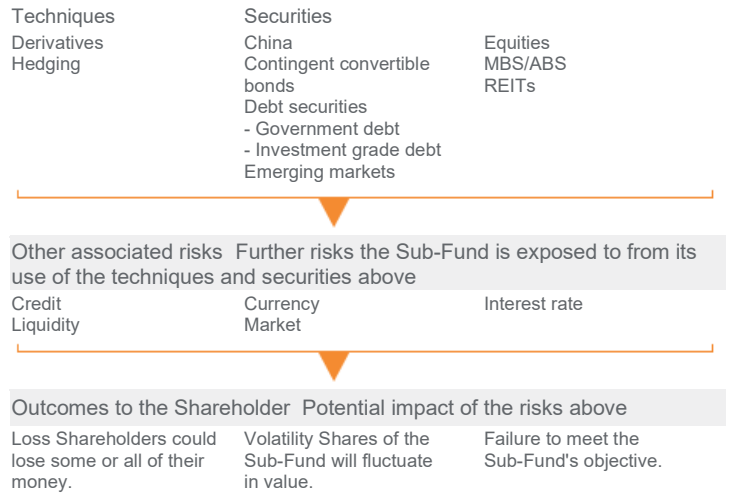 Techniques
Securities
Derivatives
Hedging
China
Contingent convertible
bonds
Debt securities
- Government debt
- Investment grade debt
Emerging markets
Equities
MBS/ABS
REITs
Other associated risks  Further risks the Sub-Fund is exposed to from its
use of the techniques and securities above
Credit
Liquidity
Currency
Market
Interest rate
Outcomes to the Shareholder  Potential impact of the risks above
Loss Shareholders could
lose some or all of their
money.
Volatility Shares of the
Sub-Fund will fluctuate
in value.
Failure to meet the
Sub-Fund's objective.